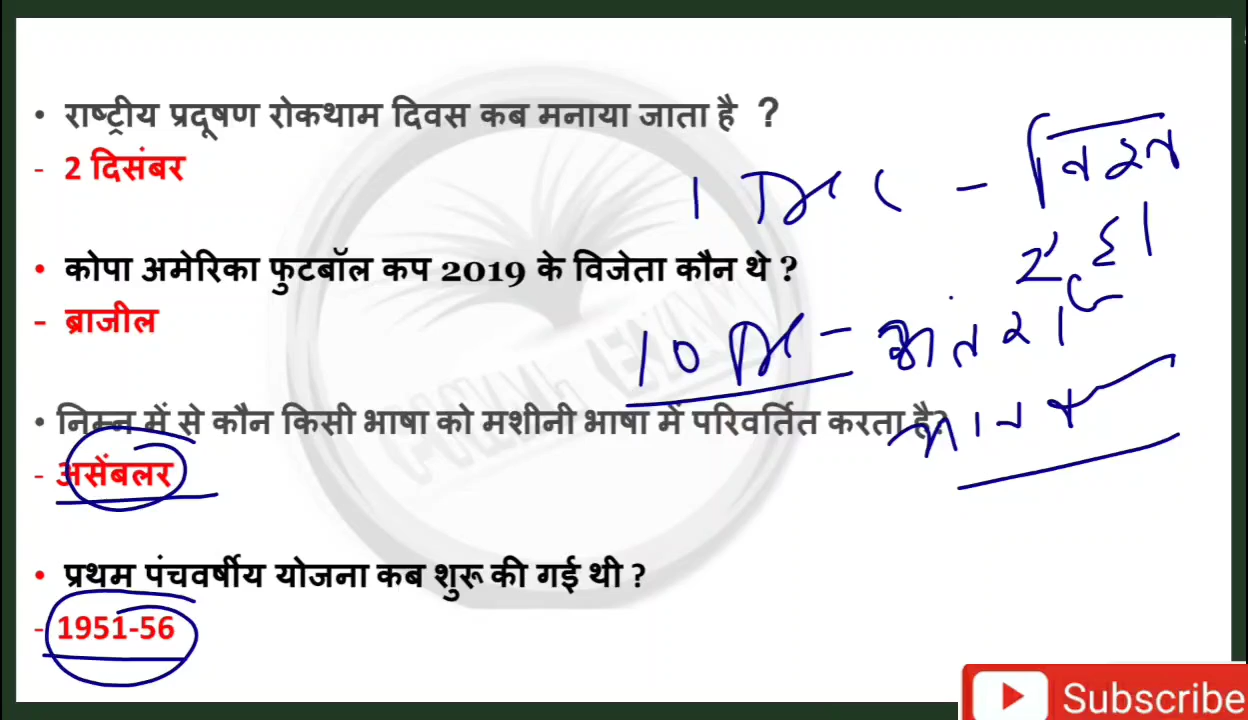 • राष्ट्रीय प्रदूषण रोकथाम दिवस कब मनाया जाता है ?
- 2 दिसंबर
1 Dec -
• कोपा अमेरिका फुटबॉल कप 2019 के विजेता कौन थे ?
- ब्राजील
10 Dec -
• निम्न में से कौन किसी भाषा को मशीनी भाषा में परिवर्तित करता है?
- असेंबलर
• प्रथम पंचवर्षीय योजना कब शुरू की गई थी ?
- 1951-56
Subscribe